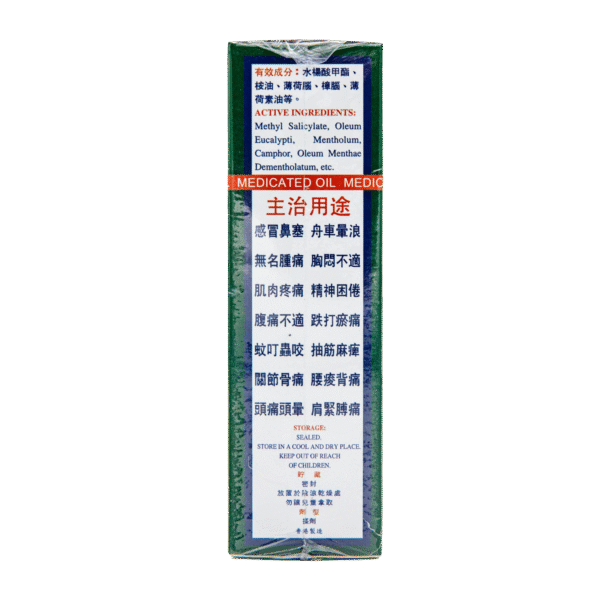 有效成分：水楊酸甲酯、
桉油、薄荷腦、樟腦、薄
荷素油等。
ACTIVE INGREDIENTS:
Methyl Salicylate, Oleum
Eucalypti, Mentholum,
Camphor, Oleum Menthae
Dementholatum, etc.
MEDICATED OIL MEDIC
主治用途
感冒鼻塞 舟車暈浪
無名腫痛 胸悶不適
肌肉疼痛 精神困倦
腹痛不適 跌打瘀痛
蚊叮蟲咬 抽筋麻痺
關節骨痛 腰痠背痛
頭痛頭暈 肩緊膊痛
STORAGE:
SEALED.
STORE IN A COOL AND DRY PLACE.
KEEP OUT OF REACH
OF CHILDREN.
貯藏
密封
放置於陰涼乾燥處
勿讓兒童拿取
劑型
搽劑
香港製造